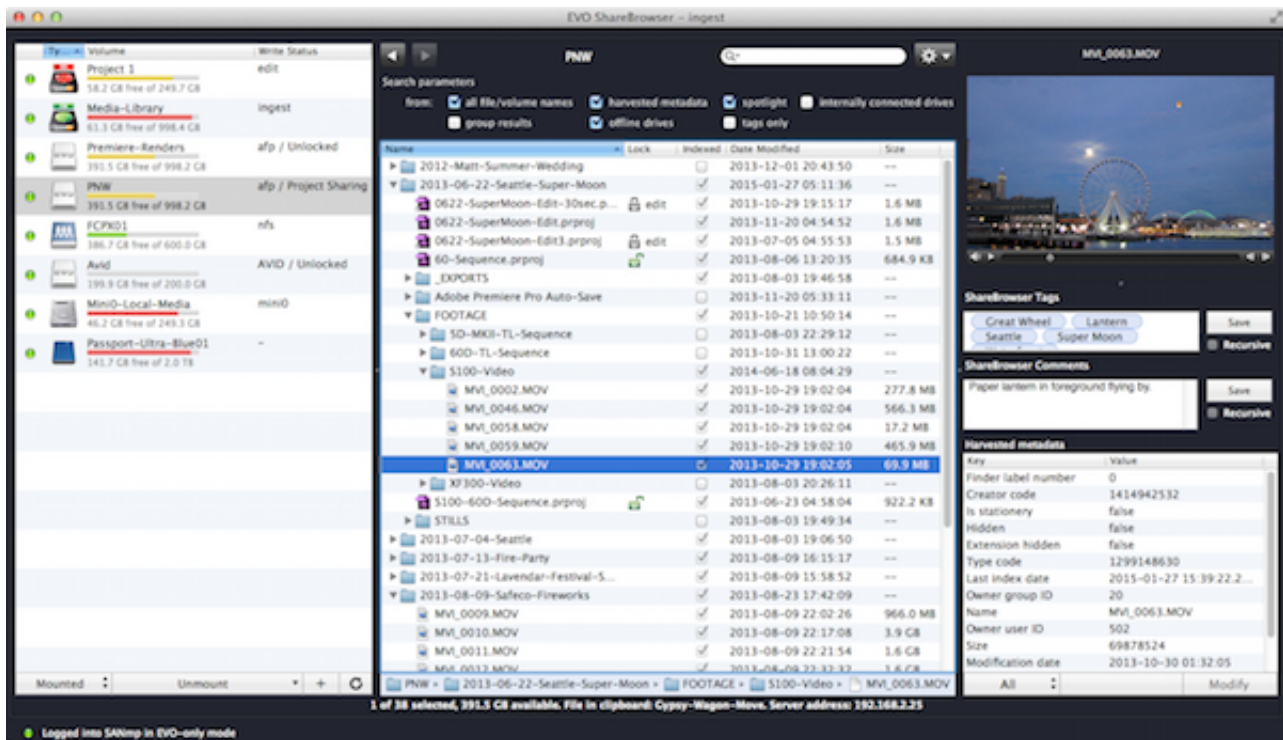 EVO ShareBrowser – ingest
Ty... Volume Write Status
Project 1 edit
58.2 GB free of 249.7 GB
Media-Library ingest
61.3 GB free of 998.4 GB
Premiere-Renders afp / Unlocked
391.5 GB free of 998.2 GB
PNW afp / Project Sharing
391.5 GB free of 998.2 GB
FCPX01 nfs
386.7 GB free of 600.0 GB
Avid AVID / Unlocked
199.9 GB free of 200.0 GB
Mini0-Local-Media mini0
46.2 GB free of 249.3 GB
Passport-Ultra-Blue01 -
141.7 GB free of 2.0 TB
Mounted Unmount + 
PNW
Search parameters
from: all file/volume names harvested metadata spotlight internally connected drives
group results offline drives tags only
Name Lock Indexed Date Modified Size
2012-Matt-Summer-Wedding 2013-12-01 20:43:50 --
2013-06-22-Seattle-Super-Moon 2015-01-27 05:11:36 --
0622-SuperMoon-Edit-30sec.p... edit 2013-10-29 19:15:17 1.6 MB
0622-SuperMoon-Edit.prproj 2013-11-20 04:54:52 1.6 MB
0622-SuperMoon-Edit3.prproj edit 2013-07-05 04:55:53 1.5 MB
60-Sequence.prproj 2013-08-06 13:20:35 684.9 KB
_EXPORTS 2013-08-03 19:46:58 --
Adobe Premiere Pro Auto-Save 2013-11-20 05:33:11 --
FOOTAGE 2013-10-21 10:50:14 --
5D-MKII-TL-Sequence 2013-08-03 22:29:12 --
60D-TL-Sequence 2013-10-31 13:00:22 --
S100-Video 2014-06-18 08:04:29 --
MVI_0002.MOV 2013-10-29 19:02:04 277.8 MB
MVI_0046.MOV 2013-10-29 19:02:04 566.3 MB
MVI_0058.MOV 2013-10-29 19:02:04 17.2 MB
MVI_0059.MOV 2013-10-29 19:02:10 465.9 MB
MVI_0063.MOV 2013-10-29 19:02:05 69.9 MB
XF300-Video 2013-08-03 20:26:11 --
S100-60D-Sequence.prproj 2013-06-23 04:58:04 922.2 KB
STILLS 2013-08-03 19:49:34 --
2013-07-04-Seattle 2013-08-03 19:06:50 --
2013-07-13-Fire-Party 2013-08-09 16:15:17 --
2013-07-21-Lavendar-Festival-S... 2013-08-09 15:58:52 --
2013-08-09-Safeco-Fireworks 2013-08-23 17:42:09 --
MVI_0009.MOV 2013-08-09 22:02:26 966.0 MB
MVI_0010.MOV 2013-08-09 22:17:08 3.9 GB
MVI_0011.MOV 2013-08-09 22:21:54 1.6 GB
MVI_0012.MOV 2013-08-09 22:32:32 1.6 GB
PNW 2013-06-22-Seattle-Super-Moon FOOTAGE S100-Video MVI_0063.MOV
MVI_0063.MOV
ShareBrowser Tags
Great Wheel Lantern
Seattle Super Moon
Save
Recursive
ShareBrowser Comments
Paper lantern in foreground flying by.
Save
Recursive
Harvested metadata
Key Value
Finder label number 0
Creator code 1414942532
Is stationery false
Hidden false
Extension hidden false
Type code 1299148630
Last index date 2015-01-27 15:39:22.2...
Owner group ID 20
Name MVI_0063.MOV
Owner user ID 502
Size 69878524
Modification date 2013-10-30 01:32:05
All Modify
1 of 38 selected, 391.5 GB available. File in clipboard: Gypsy-Wagon-Move. Server address: 192.168.2.25
Logged into SANmp in EVO-only mode